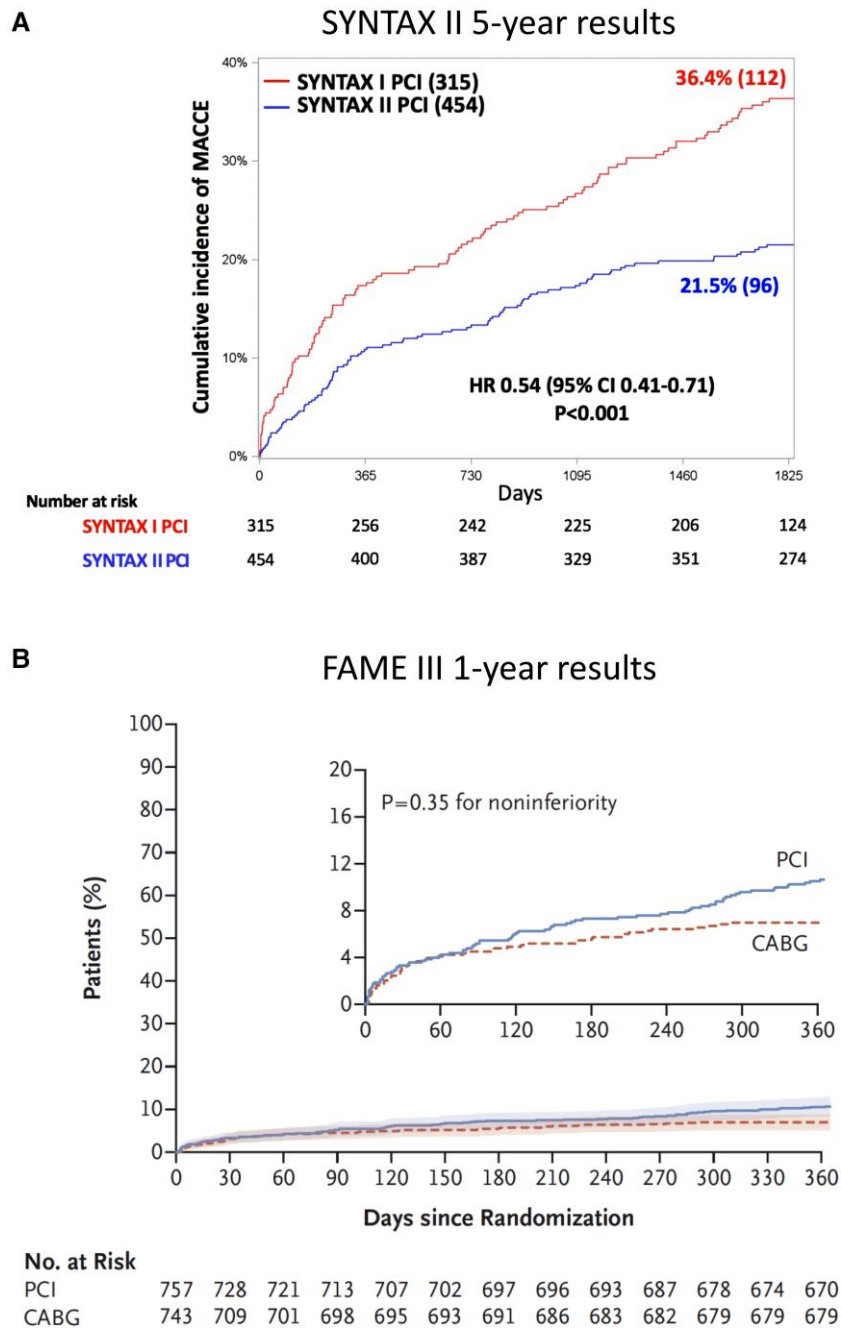 A
SYNTAX II 5-year results
40%
30%
20%
10%
0%
Cumulative incidence of MACCE
SYNTAX I PCI (315)
SYNTAX II PCI (454)
36.4% (112)
21.5% (96)
HR 0.54 (95% CI 0.41-0.71)
P<0.001
0 365 730 1095 1460 1825
Days
Number at risk
SYNTAX I PCI 315 256 242 225 206 124
SYNTAX II PCI 454 400 387 329 351 274
B
FAME III 1-year results
100
90
80
70
60
50
40
30
20
10
0
Patients (%)
20
16
12
8
4
0
P=0.35 for noninferiority
PCI
CABG
0 60 120 180 240 300 360
0 30 60 90 120 150 180 210 240 270 300 330 360
Days since Randomization
No. at Risk
PCI 757 728 721 713 707 702 697 696 693 687 678 674 670
CABG 743 709 701 698 695 693 691 686 683 682 679 679 679